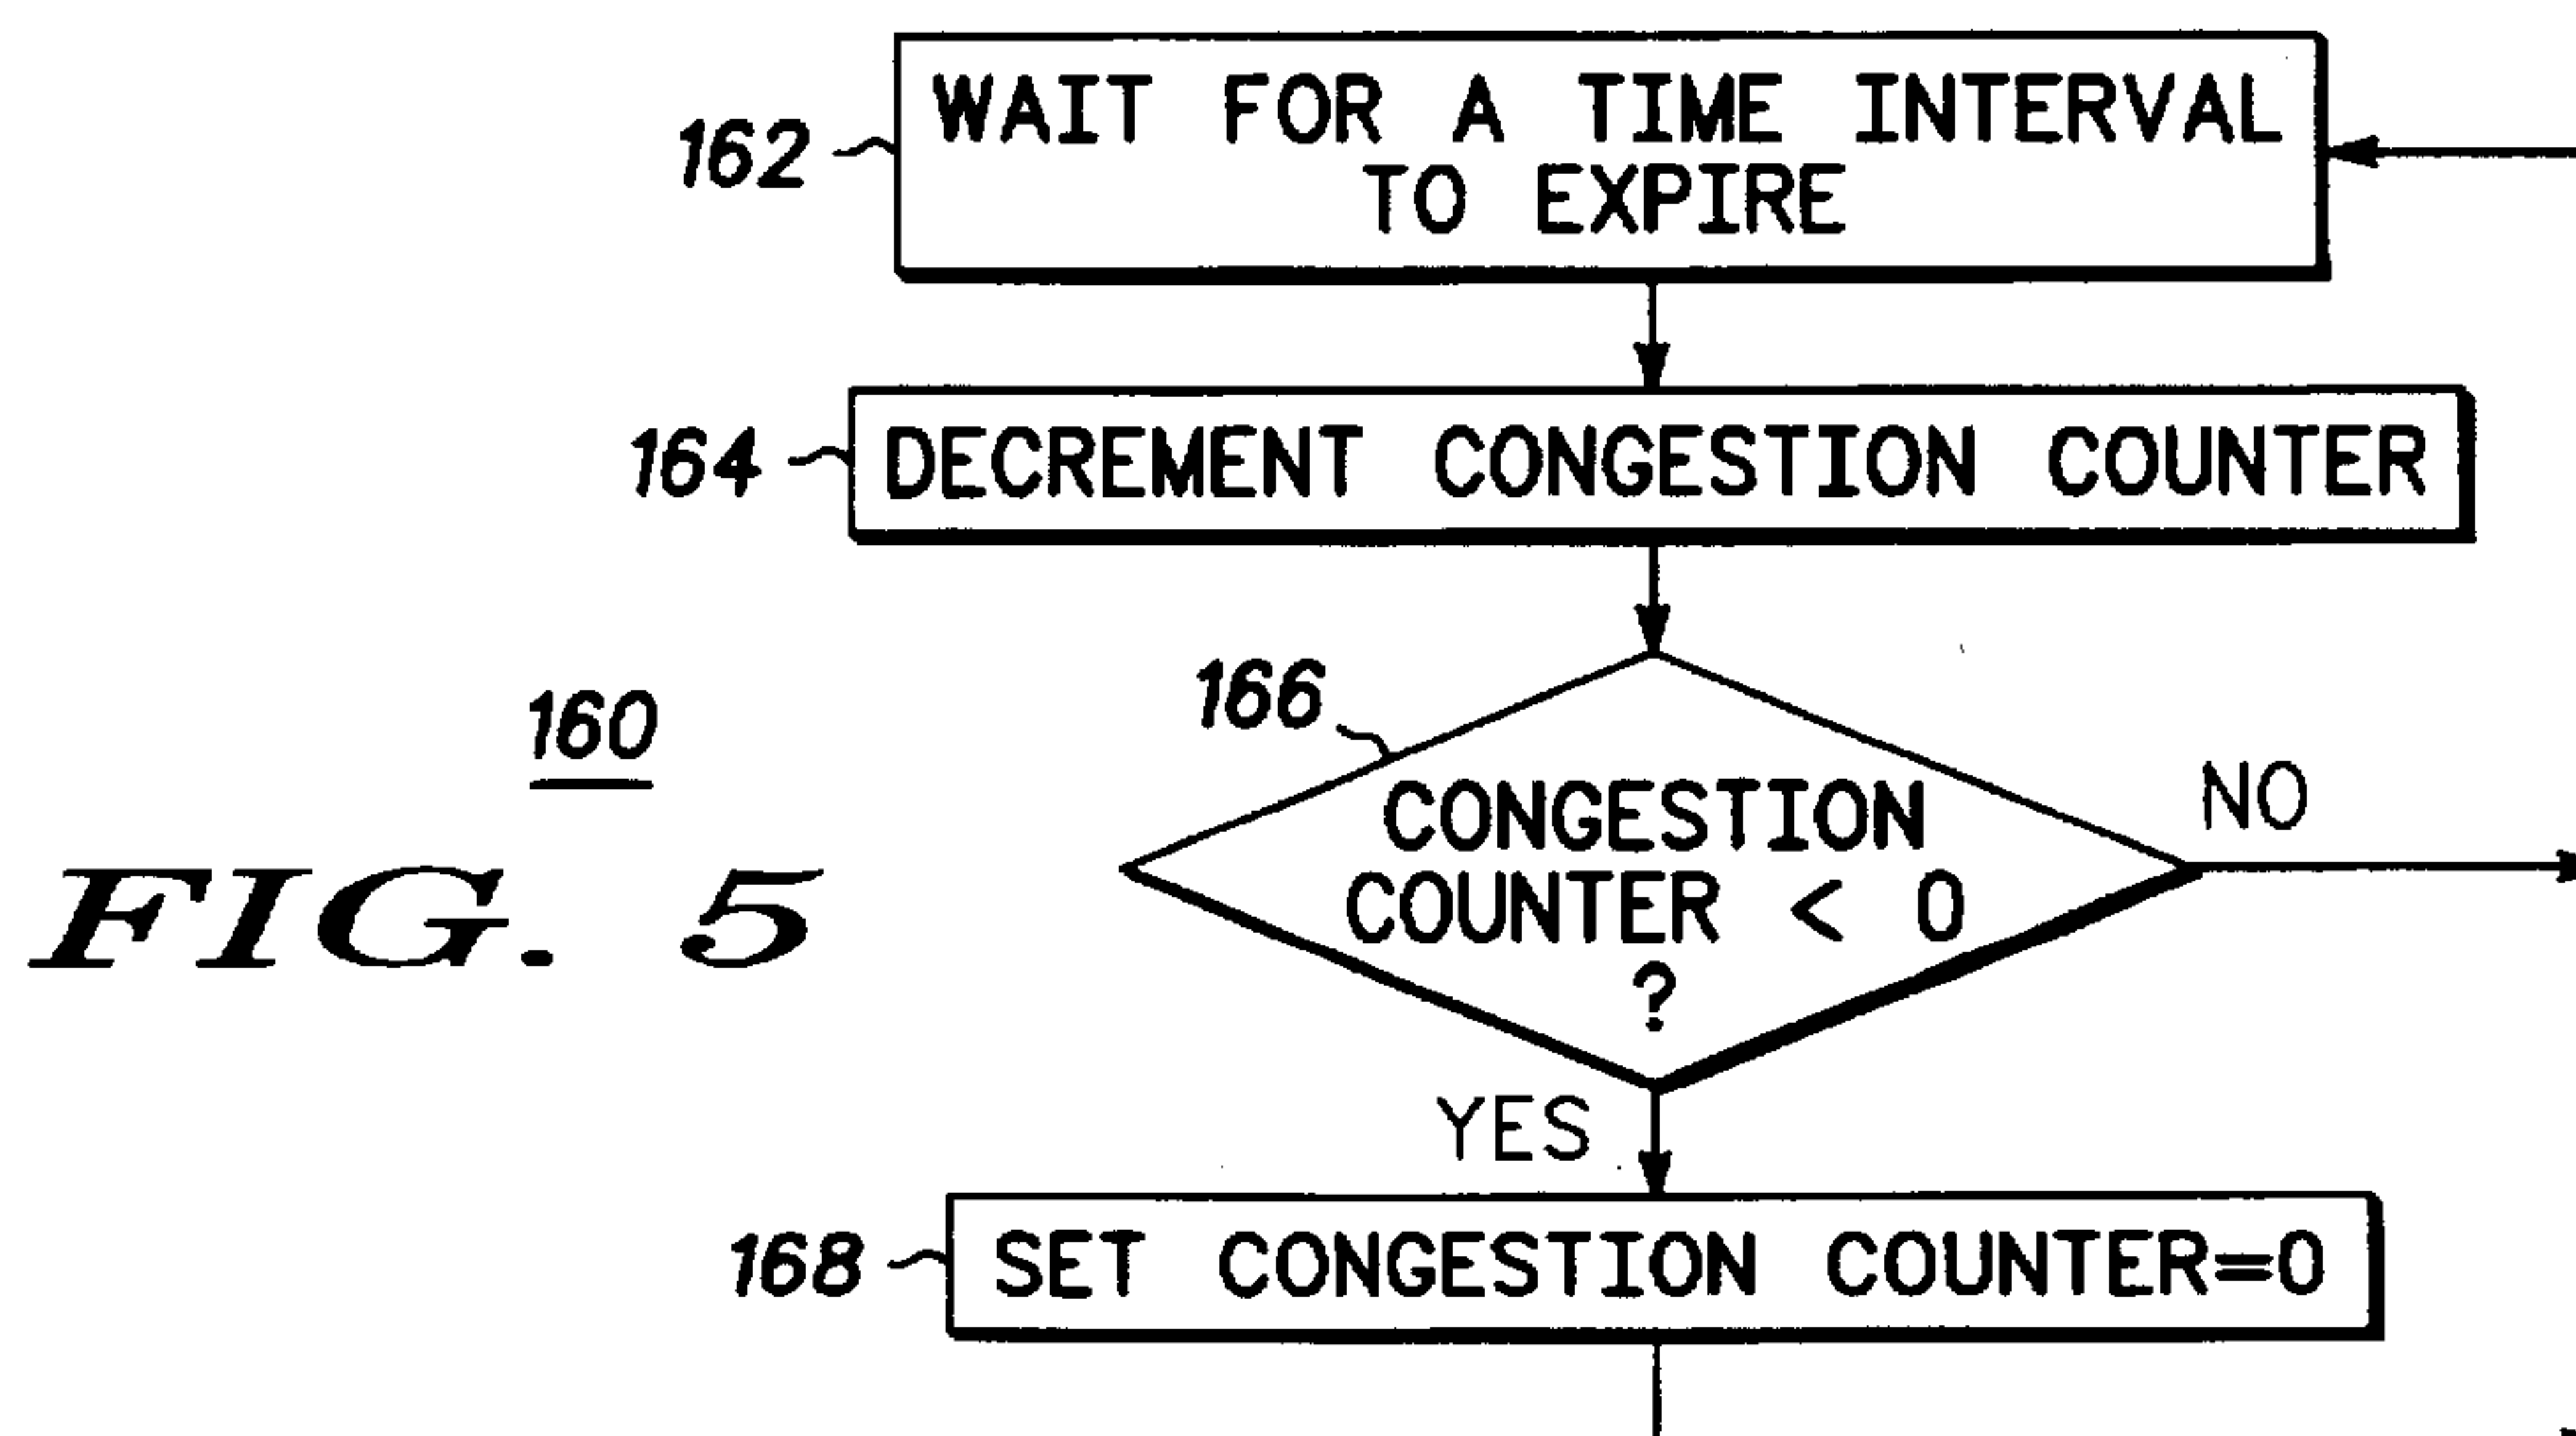 162
WAIT FOR A TIME INTERVAL
TO EXPIRE
164
DECREMENT CONGESTION COUNTER
166
160
CONGESTION
COUNTER < 0
?
NO
FIG. 5
YES
168
SET CONGESTION COUNTER=0